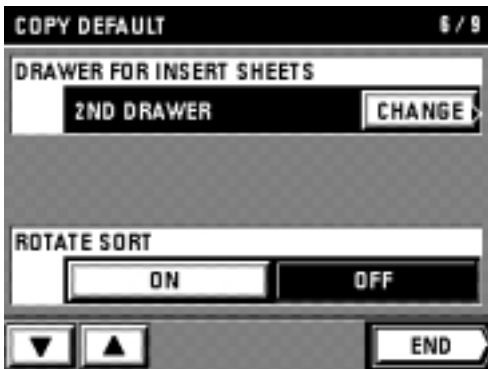 COPY DEFAULT 6/9
DRAWER FOR INSERT SHEETS
2ND DRAWER CHANGE
ROTATE SORT
ON OFF
END